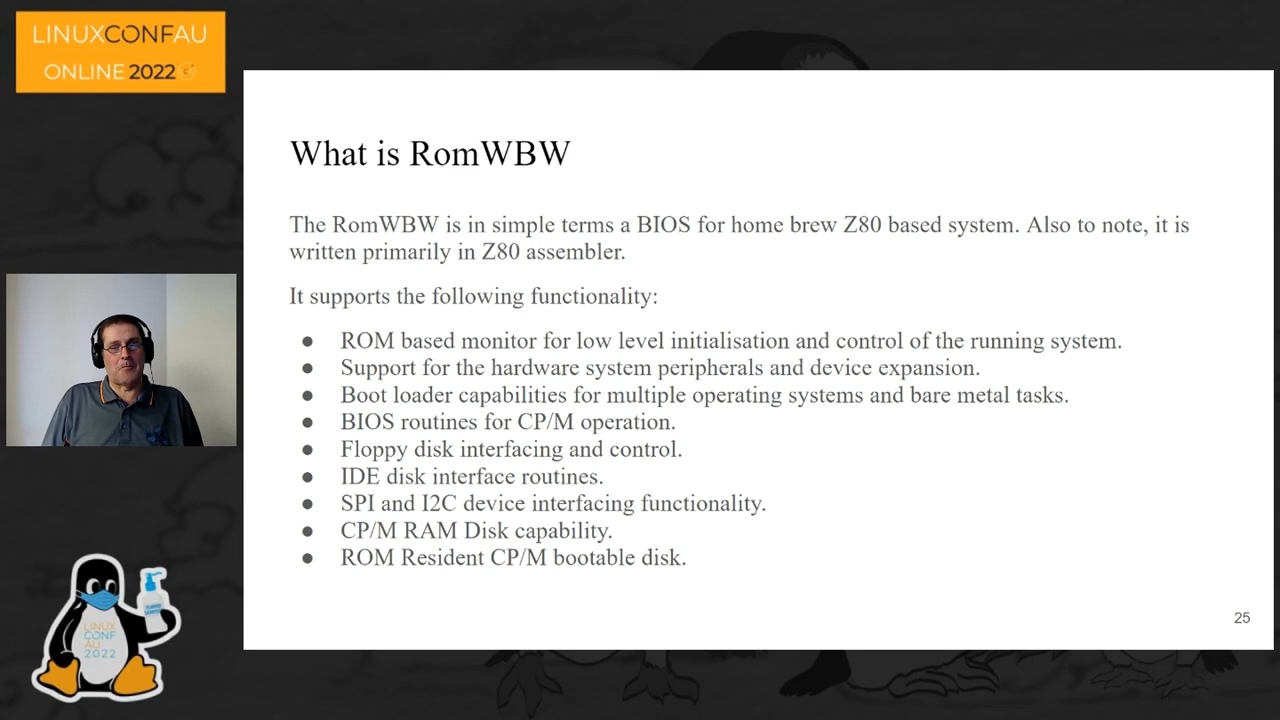 LINUXCONFAU
ONLINE 2022
What is RomWBW
The RomWBW is in simple terms a BIOS for home brew Z80 based system. Also to note, it is
written primarily in Z80 assembler.
It supports the following functionality:
● ROM based monitor for low level initialisation and control of the running system.
● Support for the hardware system peripherals and device expansion.
● Boot loader capabilities for multiple operating systems and bare metal tasks.
● BIOS routines for CP/M operation.
● Floppy disk interfacing and control.
● IDE disk interface routines.
● SPI and I2C device interfacing functionality.
● CP/M RAM Disk capability.
● ROM Resident CP/M bootable disk.
25
LINUX
CONF
AU
2022